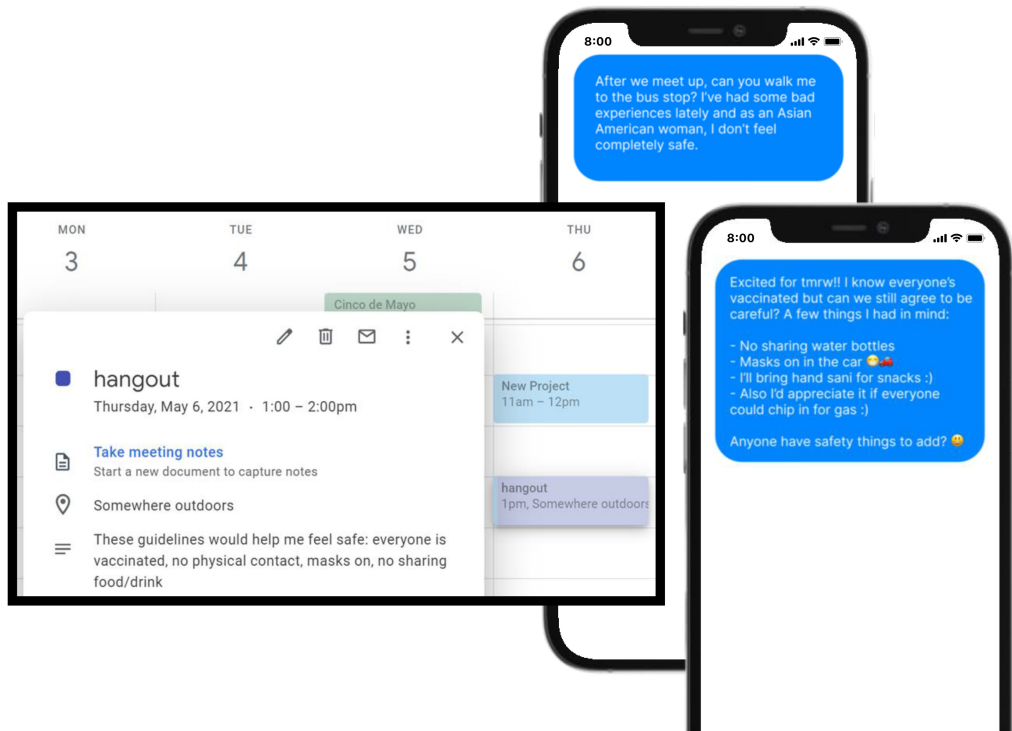 8:00
After we meet up, can you walk me
to the bus stop? I've had some bad
experiences lately and as an Asian
American woman, I don't feel
completely safe.
MON TUE WED THU
3 4 5 6
Cinco de Mayo
hangout
Thursday, May 6, 2021 · 1:00 – 2:00pm
Take meeting notes
Start a new document to capture notes
Somewhere outdoors
These guidelines would help me feel safe: everyone is
vaccinated, no physical contact, masks on, no sharing
food/drink
New Project
11am – 12pm
hangout
1pm, Somewhere outdoors
8:00
Excited for tmrw!! I know everyone's
vaccinated but can we still agree to be
careful? A few things I had in mind:
- No sharing water bottles
- Masks on in the car 😷🚗
- I'll bring hand sani for snacks :)
- Also I'd appreciate it if everyone
could chip in for gas :)
Anyone have safety things to add? 😃